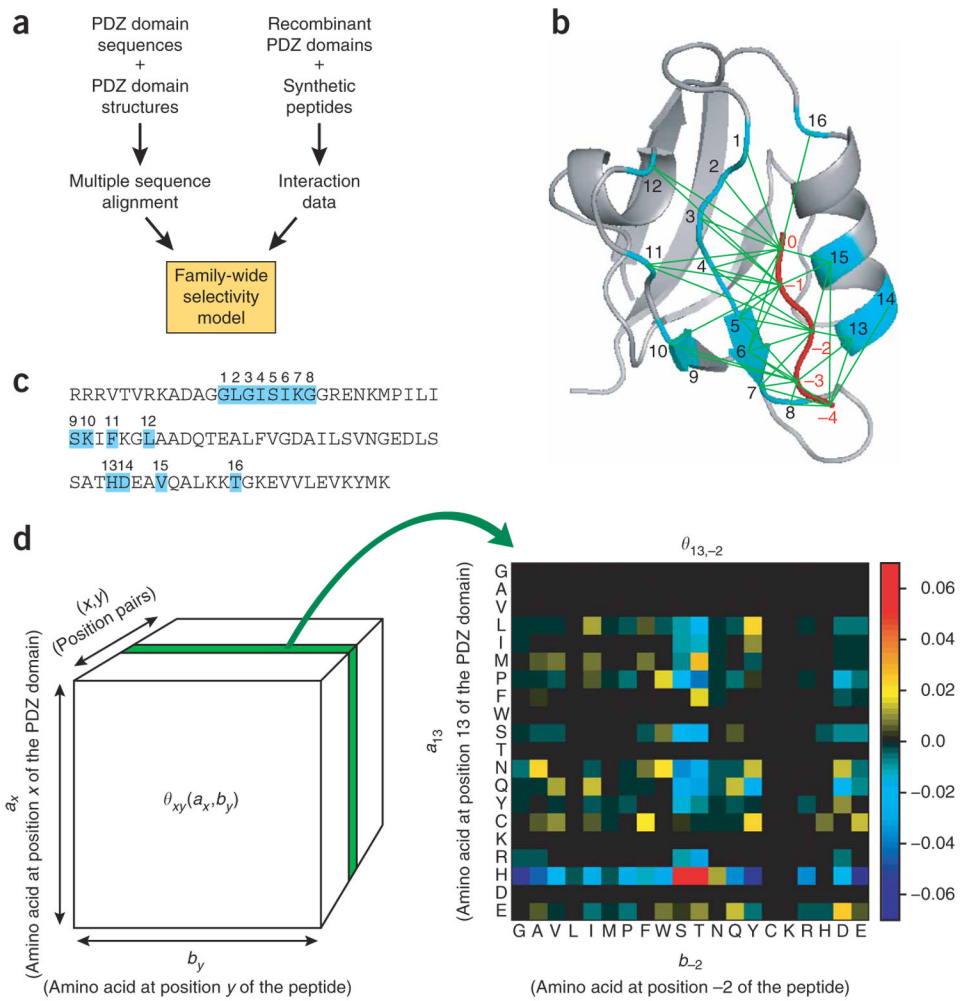 a
PDZ domain
sequences
+
PDZ domain
structures
Recombinant
PDZ domains
+
Synthetic
peptides
Multiple sequence
alignment
Interaction
data
Family-wide
selectivity
model
b
1
2
3
4
5
6
7
8
9
10
11
12
13
14
15
16
0
–1
–2
–3
–4
c
1 2 3 4 5 6 7 8
RRRVTVRKADAGGLGISIKGGRENKMPILI
9 10 11 12
SKIFKGLAADQTEALFVGDAILSVNGEDLS
13 14 15 16
SATHDEAVQALKKTGKEVVLEVKYMK
d
(x,y)
(Position pairs)
a_x
(Amino acid at position x of the PDZ domain)
θ_xy(a_x,b_y)
b_y
(Amino acid at position y of the peptide)
θ_13,–2
a_13
(Amino acid at position 13 of the PDZ domain)
G
A
V
L
I
M
P
F
W
S
T
N
Q
Y
C
K
R
H
D
E
G A V L I M P F W S T N Q Y C K R H D E
b_–2
(Amino acid at position –2 of the peptide)
0.06
0.04
0.02
0.0
–0.02
–0.04
–0.06